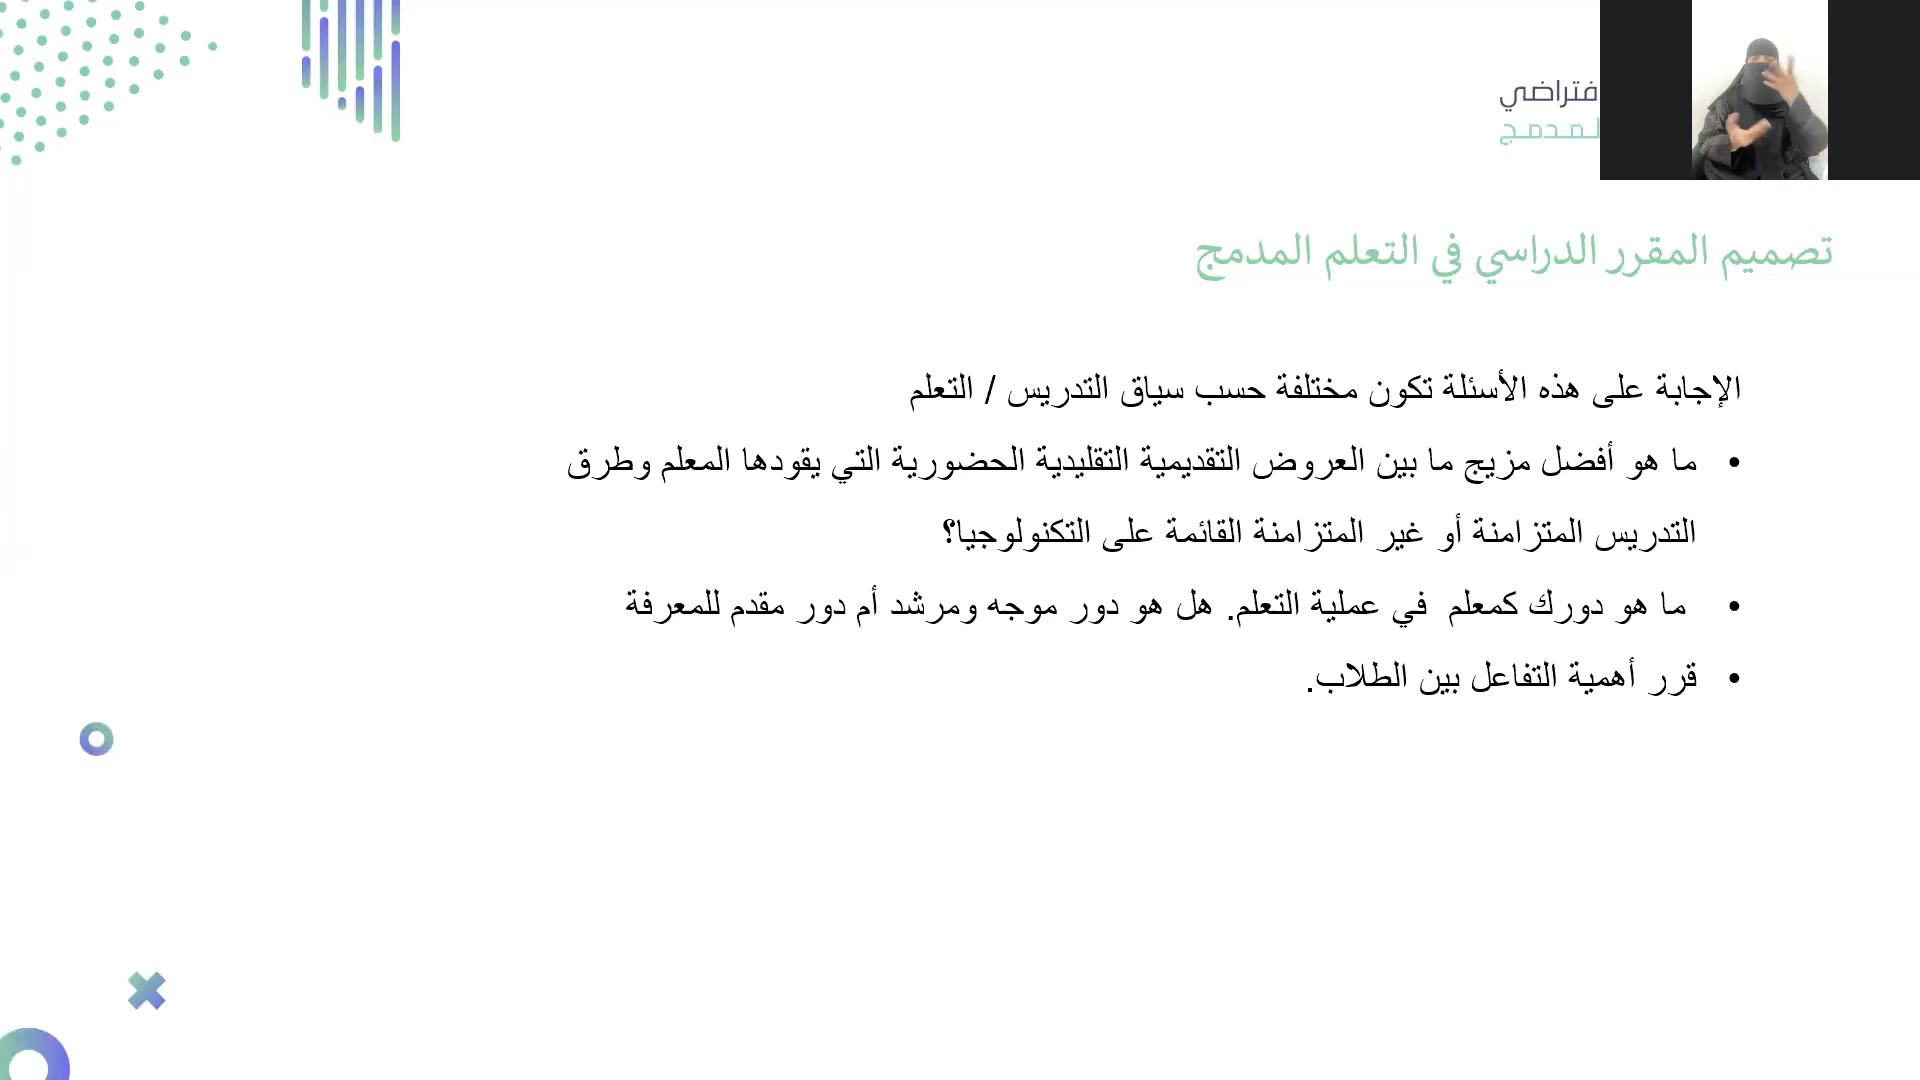 فتراضي
لمدمج
تصميم المقرر الدراسي في التعلم المدمج
الإجابة على هذه الأسئلة تكون مختلفة حسب سياق التدريس / التعلم
• ما هو أفضل مزيج ما بين العروض التقديمية التقليدية الحضورية التي يقودها المعلم وطرق
التدريس المتزامنة أو غير المتزامنة القائمة على التكنولوجيا؟
• ما هو دورك كمعلم في عملية التعلم. هل هو دور موجه ومرشد أم دور مقدم للمعرفة
• قرر أهمية التفاعل بين الطلاب.